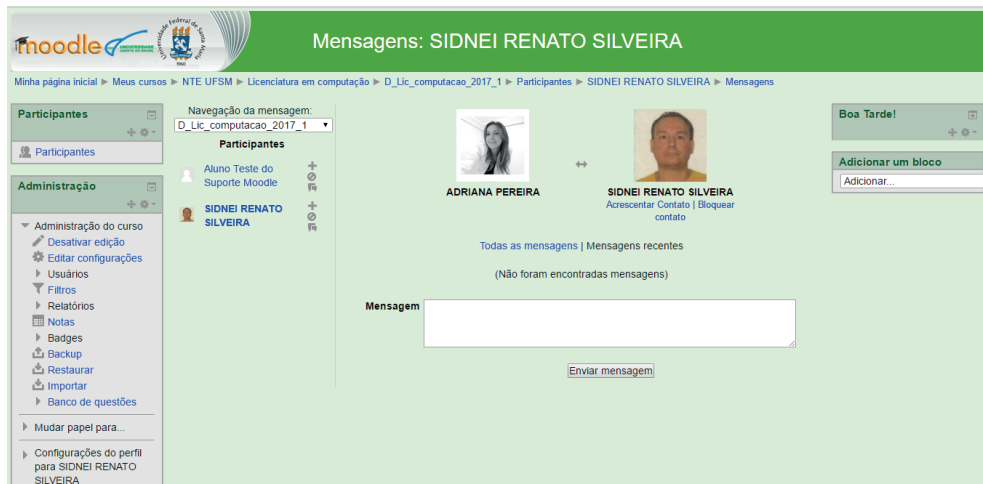 moodle
UNIVERSIDADE
ABERTA DO BRASIL
Universidade Federal de Santa Maria
1960
Mensagens: SIDNEI RENATO SILVEIRA
Minha página inicial ► Meus cursos ► NTE UFSM ► Licenciatura em computação ► D_Lic_computacao_2017_1 ► Participantes ► SIDNEI RENATO SILVEIRA ► Mensagens
Participantes
Participantes
Administração
Administração do curso
Desativar edição
Editar configurações
Usuários
Filtros
Relatórios
Notas
Badges
Backup
Restaurar
Importar
Banco de questões
Mudar papel para...
Configurações do perfil
para SIDNEI RENATO
SILVEIRA
Navegação da mensagem:
D_Lic_computacao_2017_1
Participantes
Aluno Teste do
Suporte Moodle
SIDNEI RENATO
SILVEIRA
ADRIANA PEREIRA
SIDNEI RENATO SILVEIRA
Acrescentar Contato | Bloquear
contato
Todas as mensagens | Mensagens recentes
(Não foram encontradas mensagens)
Mensagem
Enviar mensagem
Boa Tarde!
Adicionar um bloco
Adicionar...